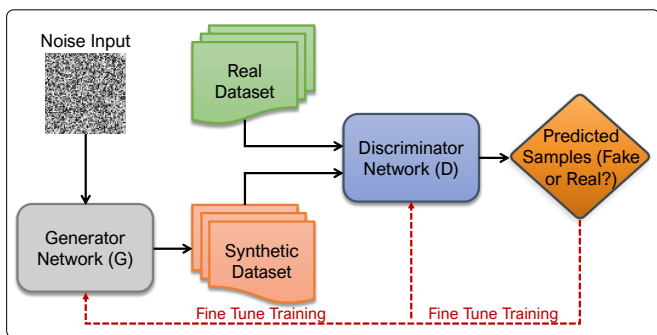 Noise Input
Real
Dataset
Discriminator
Network (D)
Predicted
Samples (Fake
or Real?)
Generator
Network (G)
Synthetic
Dataset
Fine Tune Training
Fine Tune Training